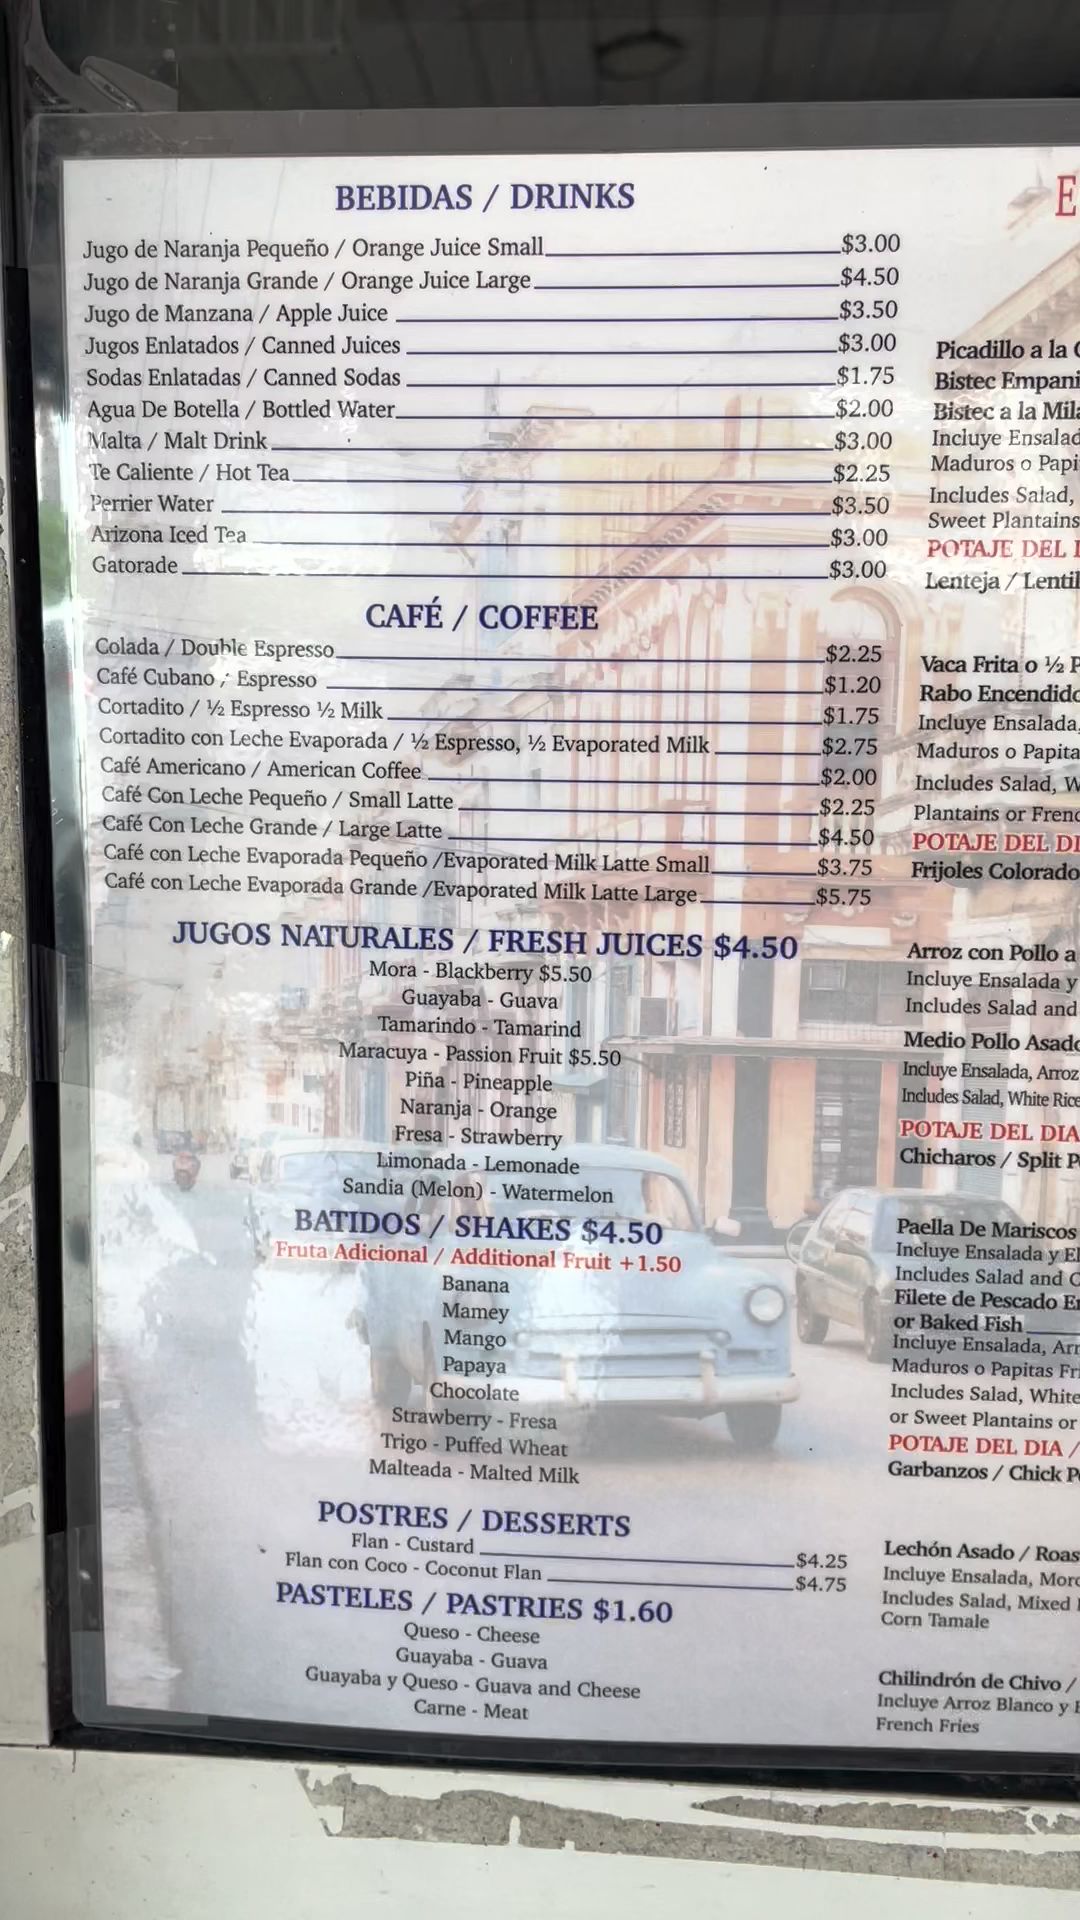 BEBIDAS / DRINKS
Jugo de Naranja Pequeño / Orange Juice Small $3.00
Jugo de Naranja Grande / Orange Juice Large $4.50
Jugo de Manzana / Apple Juice $3.50
Jugos Enlatados / Canned Juices $3.00
Sodas Enlatadas / Canned Sodas $1.75
Agua De Botella / Bottled Water $2.00
Malta / Malt Drink $3.00
Te Caliente / Hot Tea $2.25
Perrier Water $3.50
Arizona Iced Tea $3.00
Gatorade $3.00
CAFÉ / COFFEE
Colada / Double Espresso $2.25
Café Cubano / Espresso $1.20
Cortadito / ½ Espresso ½ Milk $1.75
Cortadito con Leche Evaporada / ½ Espresso, ½ Evaporated Milk $2.75
Café Americano / American Coffee $2.00
Café Con Leche Pequeño / Small Latte $2.25
Café Con Leche Grande / Large Latte $4.50
Café con Leche Evaporada Pequeño /Evaporated Milk Latte Small $3.75
Café con Leche Evaporada Grande /Evaporated Milk Latte Large $5.75
JUGOS NATURALES / FRESH JUICES $4.50
Mora - Blackberry $5.50
Guayaba - Guava
Tamarindo - Tamarind
Maracuya - Passion Fruit $5.50
Piña - Pineapple
Naranja - Orange
Fresa - Strawberry
Limonada - Lemonade
Sandia (Melon) - Watermelon
BATIDOS / SHAKES $4.50
Fruta Adicional / Additional Fruit +1.50
Banana
Mamey
Mango
Papaya
Chocolate
Strawberry - Fresa
Trigo - Puffed Wheat
Malteada - Malted Milk
POSTRES / DESSERTS
Flan - Custard $4.25
Flan con Coco - Coconut Flan $4.75
PASTELES / PASTRIES $1.60
Queso - Cheese
Guayaba - Guava
Guayaba y Queso - Guava and Cheese
Carne - Meat
E
Picadillo a la
Bistec Empani
Bistec a la Mila
Incluye Ensalad
Maduros o Papi
Includes Salad,
Sweet Plantains
POTAJE DEL
Lenteja / Lentil
Vaca Frita o ½ P
Rabo Encendido
Incluye Ensalada,
Maduros o Papita
Includes Salad, W
Plantains or Frenc
POTAJE DEL DI
Frijoles Colorado
Arroz con Pollo a
Incluye Ensalada y
Includes Salad and
Medio Pollo Asado
Incluye Ensalada, Arroz
Includes Salad, White Rice
POTAJE DEL DIA
Chicharos / Split P
Paella De Mariscos
Incluye Ensalada y El
Includes Salad and
Filete de Pescado
or Baked Fish
Incluye Ensalada, Arr
Maduros o Papitas Fri
Includes Salad, White
or Sweet Plantains or
POTAJE DEL DIA /
Garbanzos / Chick P
Lechón Asado / Roas
Incluye Ensalada, Moro
Includes Salad, Mixed
Corn Tamale
Chilindrón de Chivo /
Incluye Arroz Blanco y
French Fries